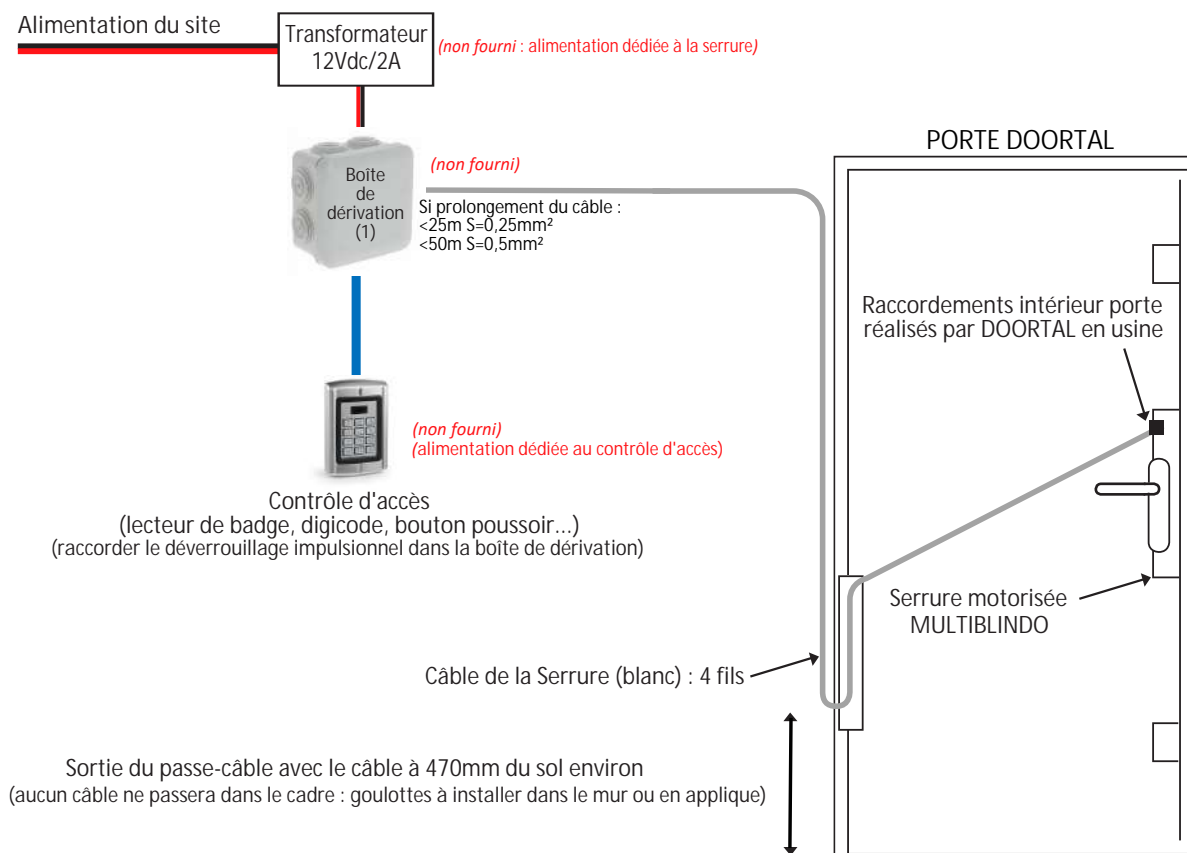 Alimentation du site
Transformateur
12Vdc/2A
(non fourni : alimentation dédiée à la serrure)
PORTE DOORTAL
(non fourni)
Boîte
de
dérivation
(1)
Si prolongement du câble :
<25m S=0,25mm²
<50m S=0,5mm²
Raccordements intérieur porte
réalisés par DOORTAL en usine
(non fourni)
(alimentation dédiée au contrôle d'accès)
Contrôle d'accès
(lecteur de badge, digicode, bouton poussoir...)
(raccorder le déverrouillage impulsionnel dans la boîte de dérivation)
Serrure motorisée
MULTIBLINDO
Câble de la Serrure (blanc) : 4 fils
Sortie du passe-câble avec le câble à 470mm du sol environ
(aucun câble ne passera dans le cadre : goulottes à installer dans le mur ou en applique)